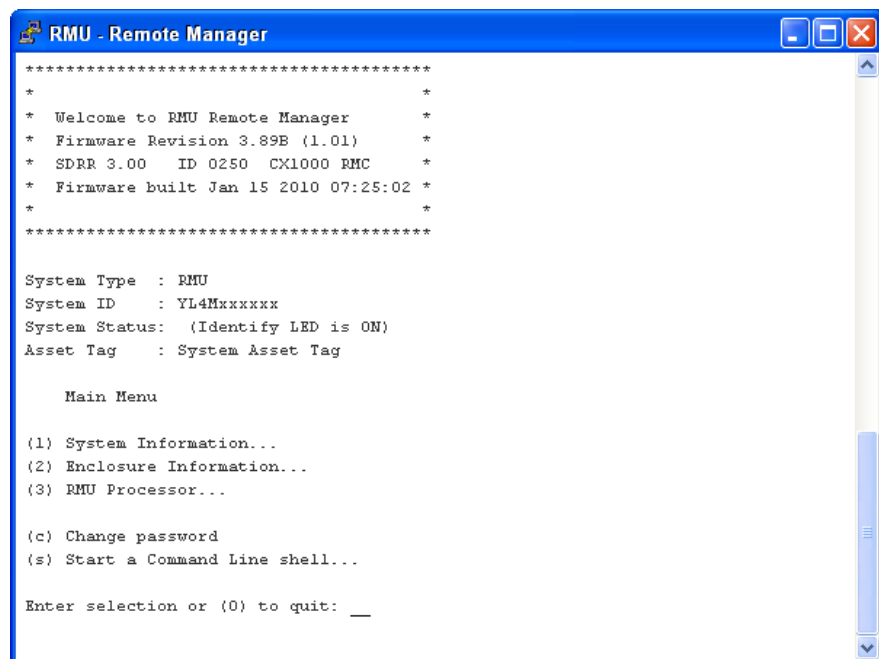 RMU - Remote Manager
****************************************
*                                      *
*  Welcome to RMU Remote Manager       *
*  Firmware Revision 3.89B (1.01)      *
*  SDRR 3.00   ID 0250  CX1000 RMC     *
*  Firmware built Jan 15 2010 07:25:02 *
*                                      *
****************************************
System Type  : RMU
System ID    : YL4Mxxxxxx
System Status:  (Identify LED is ON)
Asset Tag    : System Asset Tag
Main Menu
(1) System Information...
(2) Enclosure Information...
(3) RMU Processor...
(c) Change password
(s) Start a Command Line shell...
Enter selection or (0) to quit: __